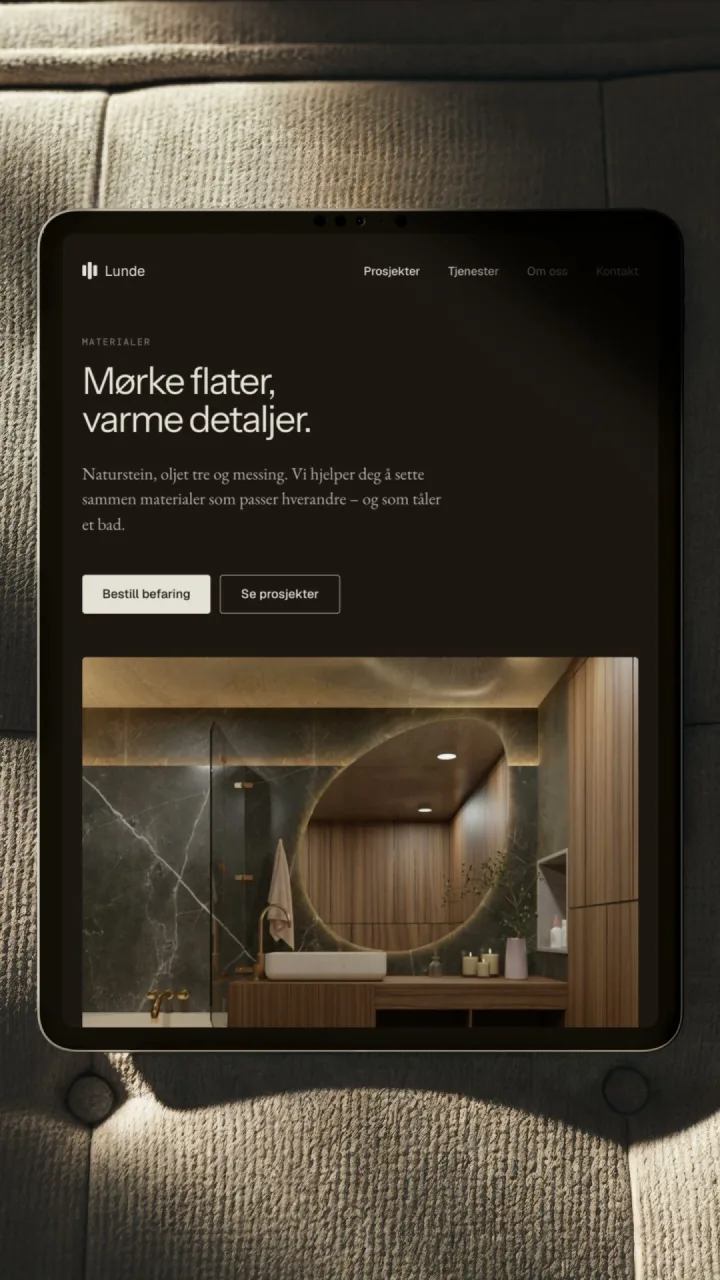 Lunde
Prosjekter Tjenester Om oss Kontakt
MATERIALER
Mørke flater,
varme detaljer.
Naturstein, oljet tre og messing. Vi hjelper deg å sette
sammen materialer som passer hverandre – og som tåler
et bad.
Bestill befaring Se prosjekter